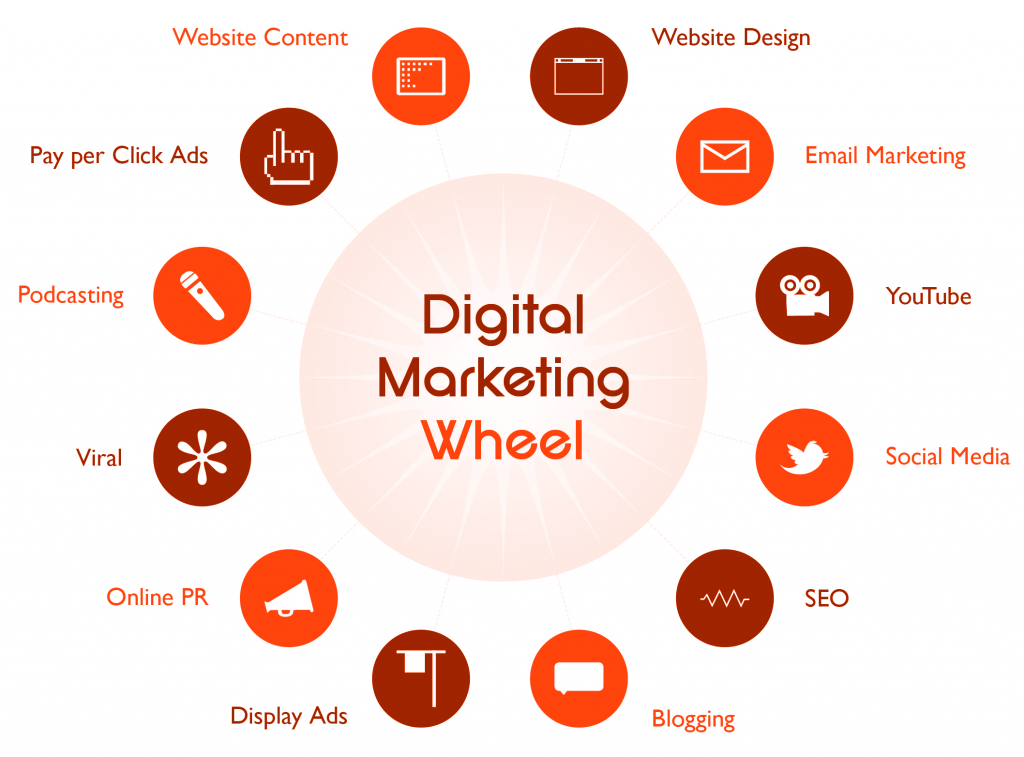 Website Content
Website Design
Pay per Click Ads
Email Marketing
Podcasting
YouTube
Digital
Marketing
Wheel
Viral
Social Media
Online PR
SEO
Display Ads
Blogging